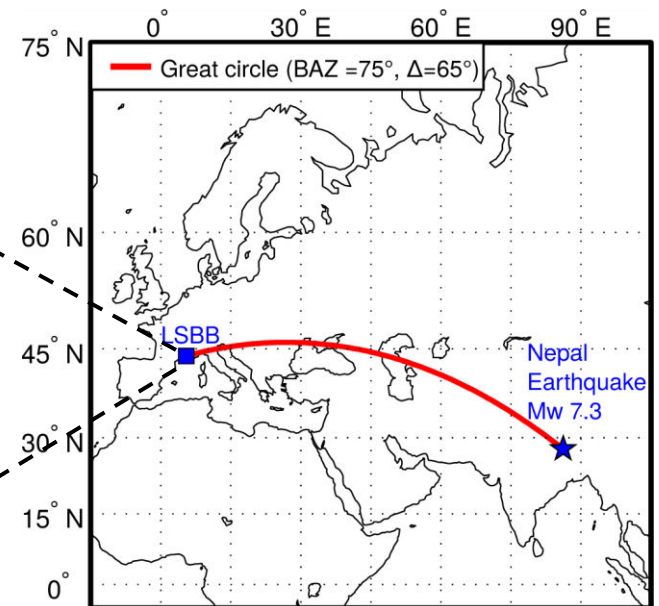 0° 30° E 60° E 90° E
75° N
Great circle (BAZ =75°, Δ=65°)
60° N
LSBB
45° N
Nepal
Earthquake
Mw 7.3
30° N
15° N
0°